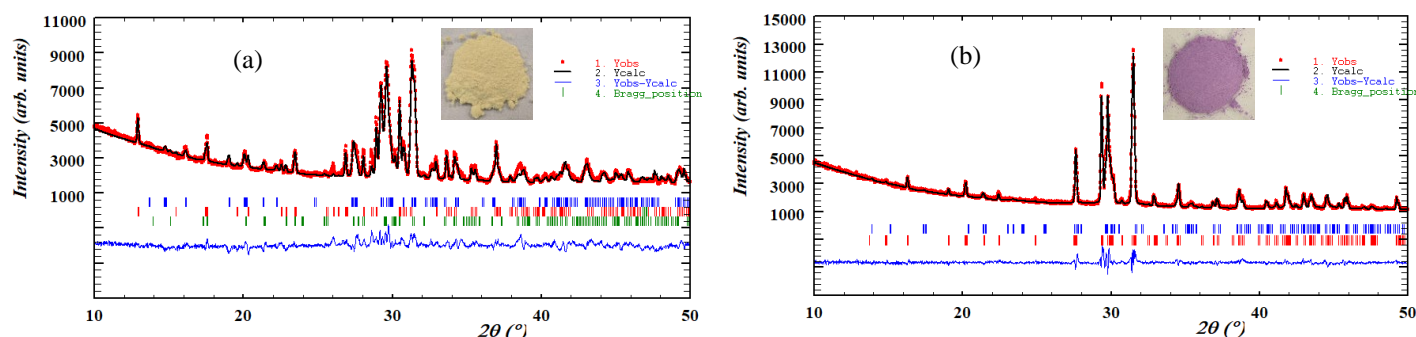 (a)
Intensity (arb. units)
11000
9000
7000
5000
3000
1000
1. Yobs
2. Ycalc
3. Yobs-Ycalc
4. Bragg_position
10 20 30 40 50
2θ (°)
(b)
Intensity (arb. units)
15000
13000
11000
9000
7000
5000
3000
1000
1. Yobs
2. Ycalc
3. Yobs-Ycalc
4. Bragg_position
10 20 30 40 50
2θ (°)